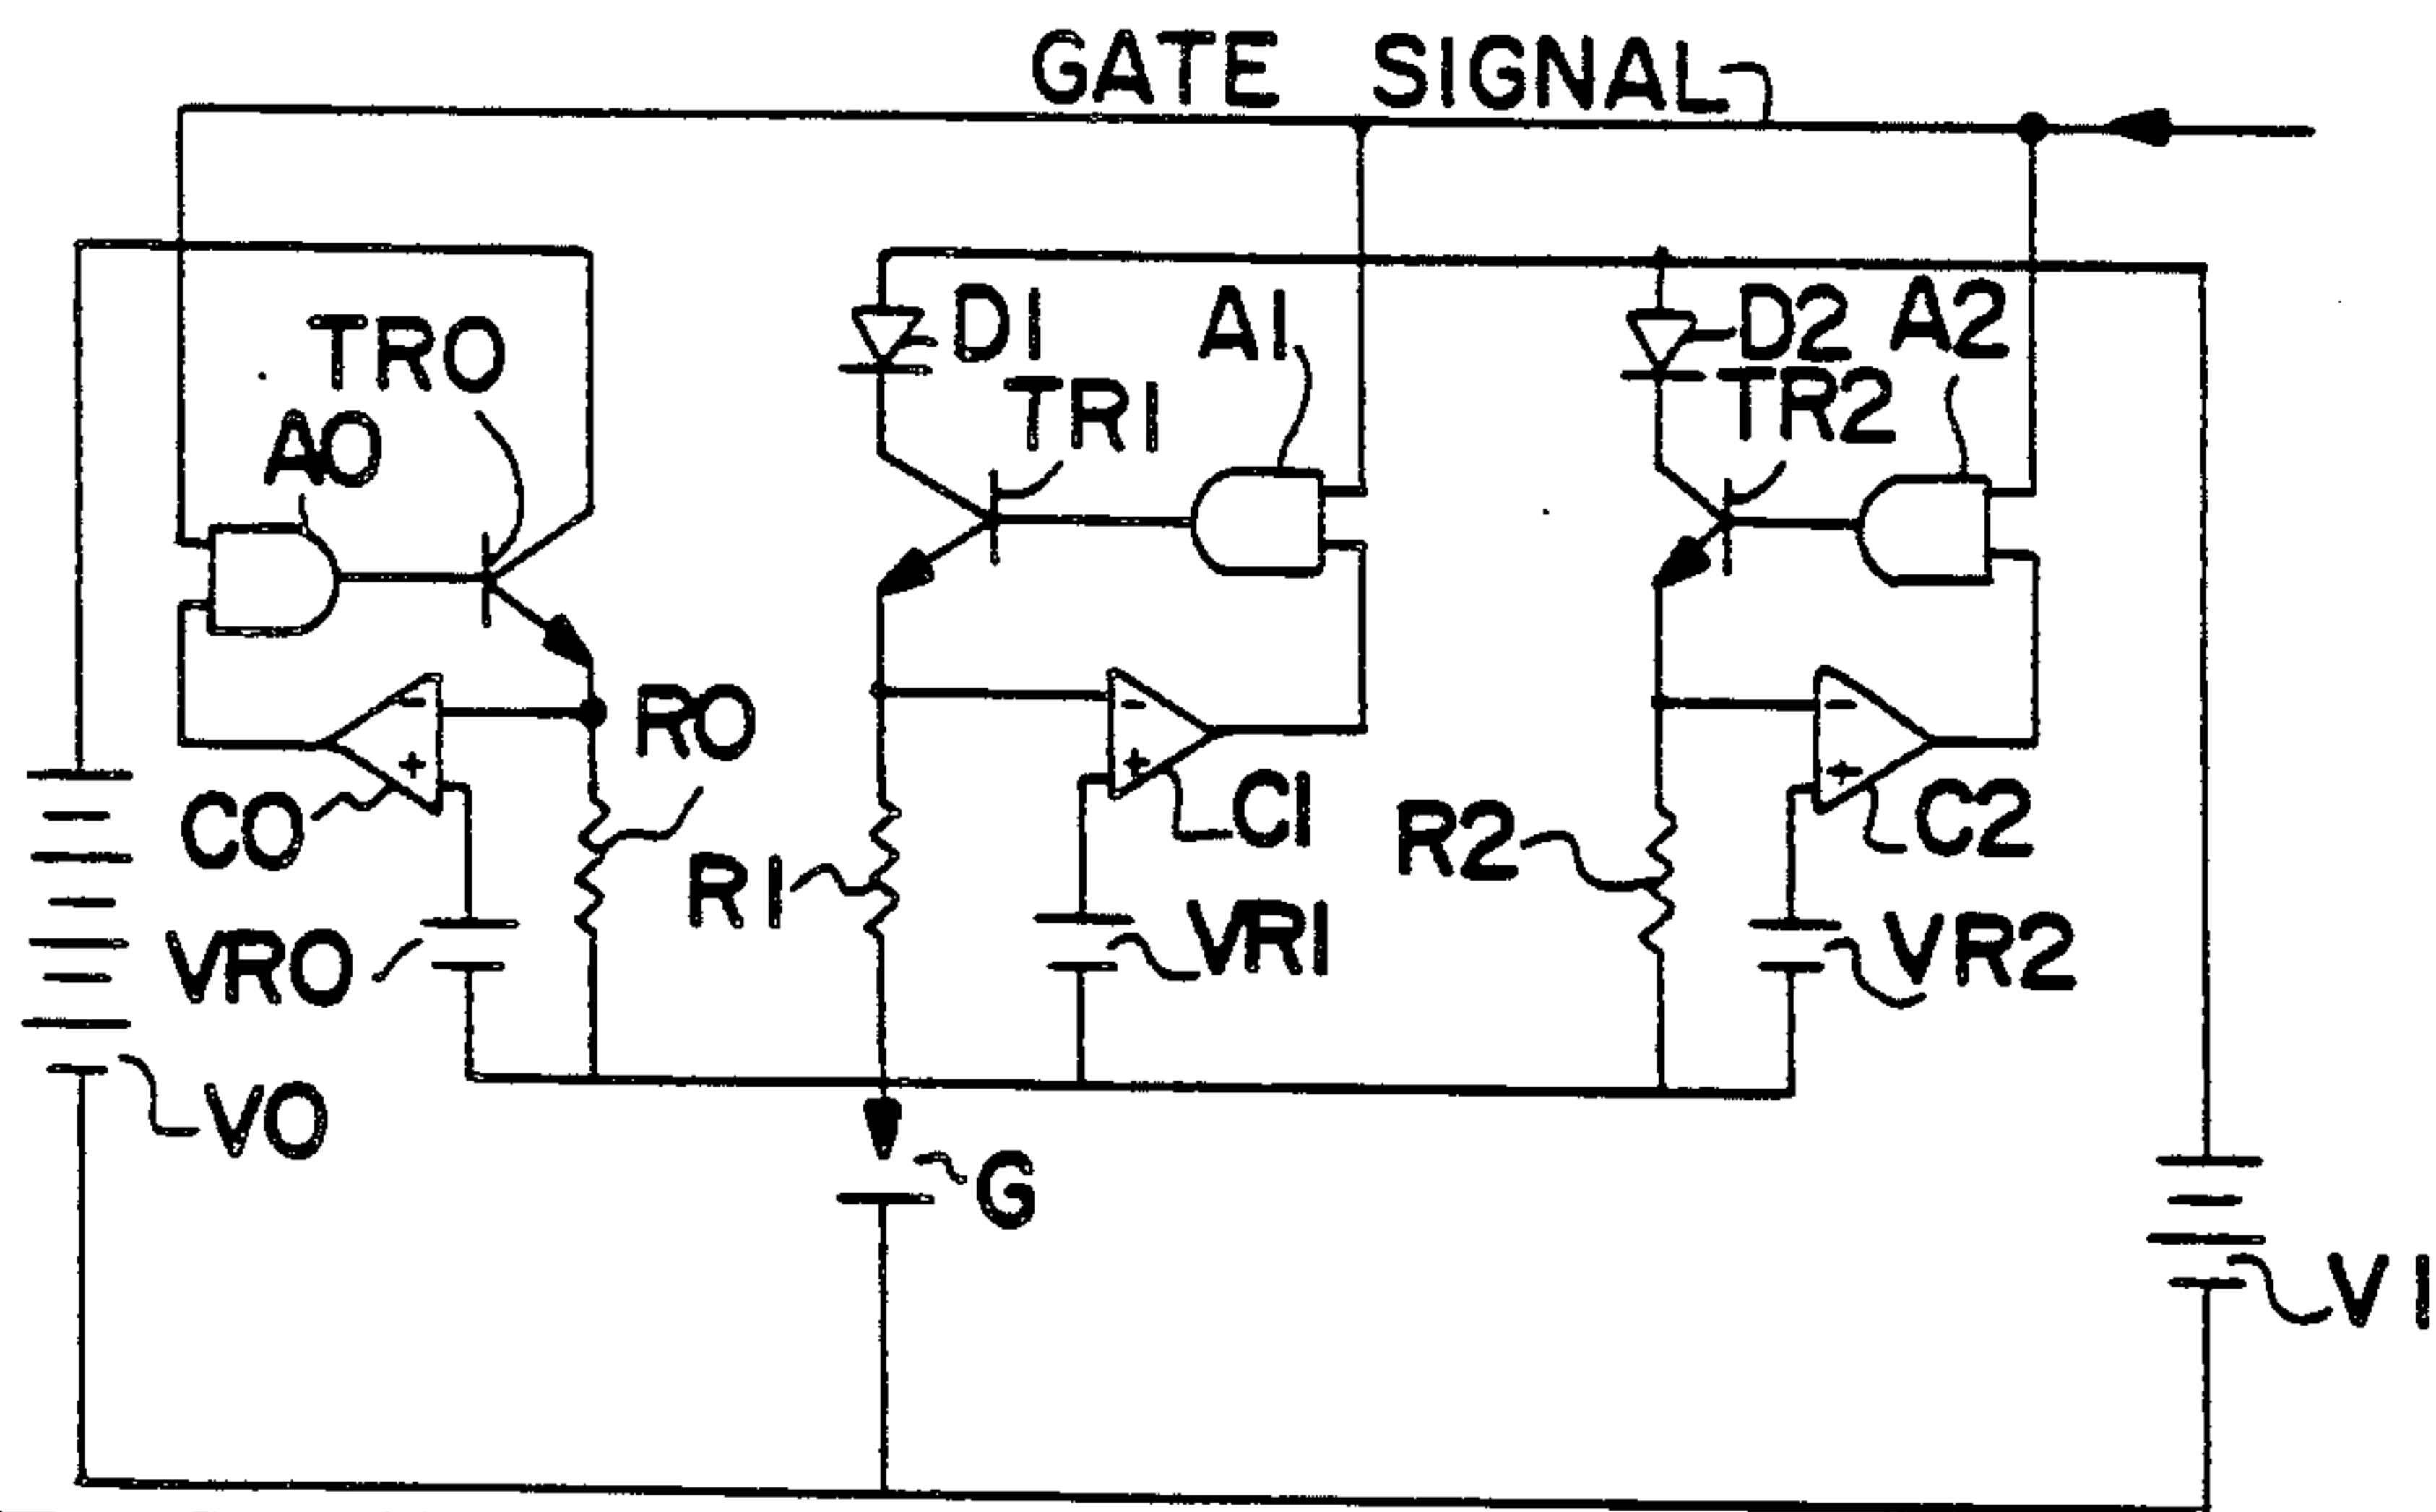 GATE SIGNAL
D1
A1
D2 A2
TRO
TR1
TR2
AO
-
RO
-
-
+
+
+
CO
C1
R2
C2
R1
VRO
VR1
VR2
VO
G
V1